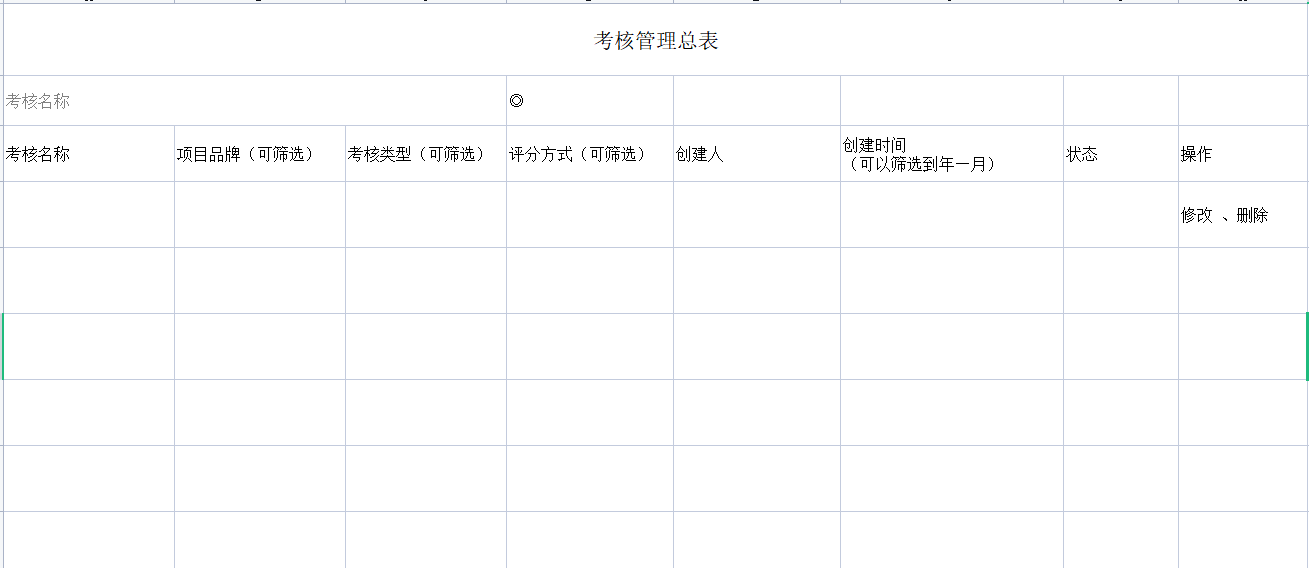 考核管理总表
考核名称 ◎
考核名称 项目品牌（可筛选） 考核类型（可筛选） 评分方式（可筛选） 创建人 创建时间
（可以筛选到年一月） 状态 操作
修改 、删除